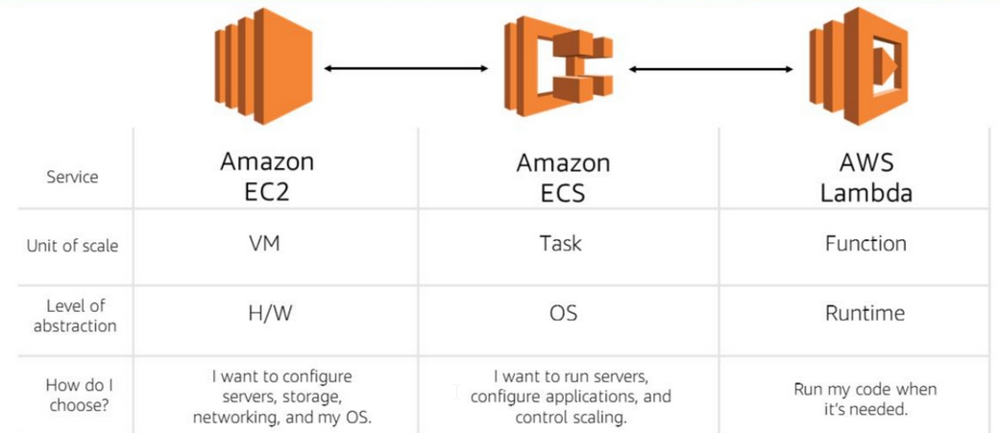 Service
Amazon
EC2
Amazon
ECS
AWS
Lambda
Unit of scale
VM
Task
Function
Level of
abstraction
H/W
OS
Runtime
How do I
choose?
I want to configure
servers, storage,
networking, and my OS.
I want to run servers,
configure applications, and
control scaling.
Run my code when
it's needed.